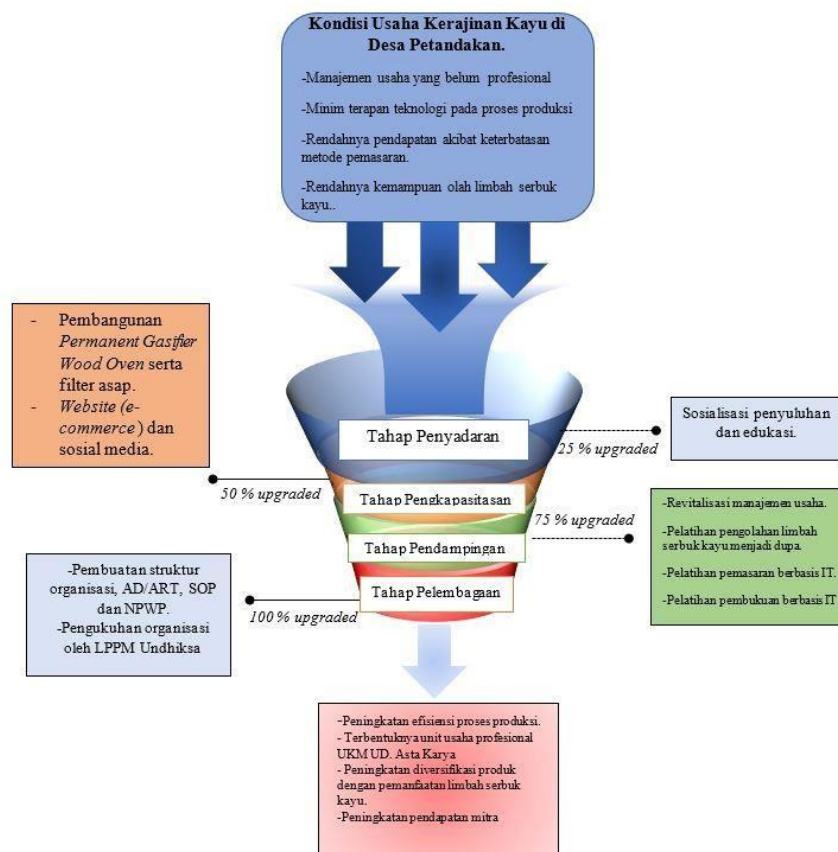 Kondisi Usaha Kerajinan Kayu di
Desa Petandakan.
-Manajemen usaha yang belum profesional
-Minim terapan teknologi pada proses produksi
-Rendahnya pendapatan akibat keterbatasan
metode pemasaran.
-Rendahnya kemampuan olah limbah serbuk
kayu..
- Pembangunan
Permanent Gasifier
Wood Oven serta
filter asap.
- Website (e-
commerce ) dan
sosial media.
Tahap Penyadaran
25 % upgraded
Sosialisasi penyuluhan
dan edukasi.
50 % upgraded
Tahap Pengkapasitasan
75 % upgraded
-Revitalisasi manajemen usaha.
-Pelatihan pengolahan limbah
serbuk kayu menjadi dupa.
-Pelatihan pemasaran berbasis IT.
-Pelatihan pembukuan berbasis IT
Tahap Pendampingan
-Pembuatan struktur
organisasi, AD/ART, SOP
dan NPWP.
-Pengukuhan organisasi
oleh LPPM Undhiksa
100 % upgraded
Tahap Pelembagaan
-Peningkatan efisiensi proses produksi.
- Terbentuknya unit usaha profesional
UKM UD. Asta Karya
- Peningkatan diversifikasi produk
dengan pemanfaatan limbah serbuk
kayu.
-Peningkatan pendapatan mitra